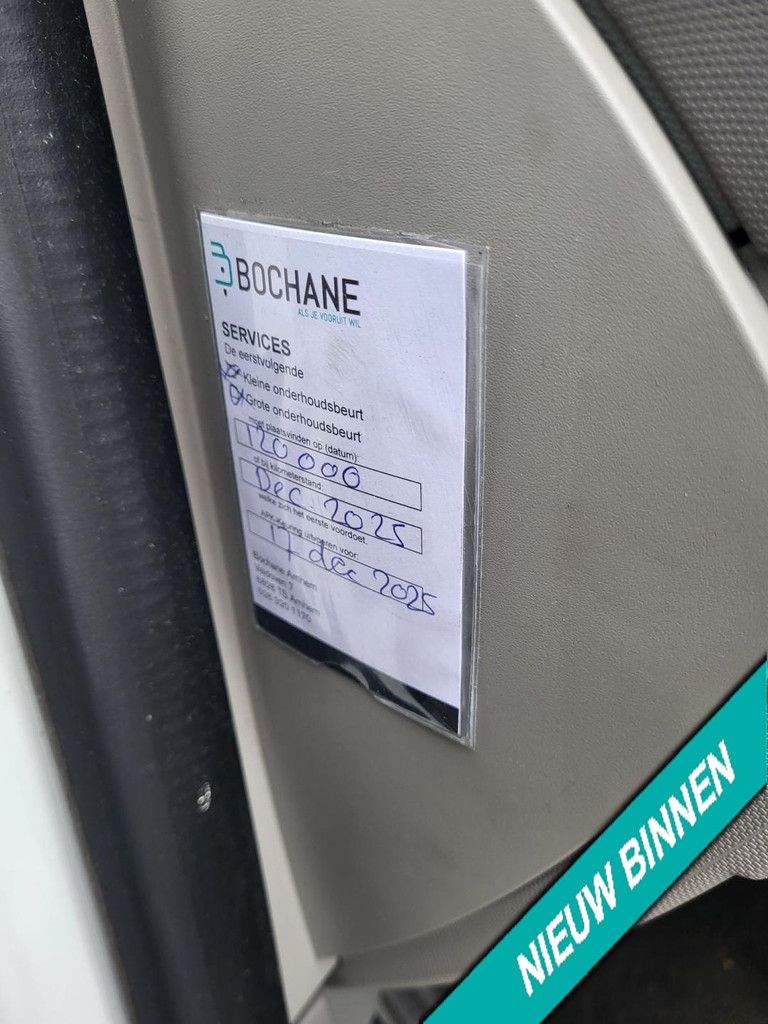 BOCHANE
ALS JE VOORUIT WIL
SERVICES
De eerstvolgende
Kleine onderhoudsbeurt
Grote onderhoudsbeurt
moet plaatsvinden op (datum):
120 000
of bij kilometerstand:
Dec. 2025
welke zich het eerste voordoet.
APK-Keuring uitvoeren voor:
17 dec 2025
Bochane Arnhem
Arnhem
NIEUW BINNEN